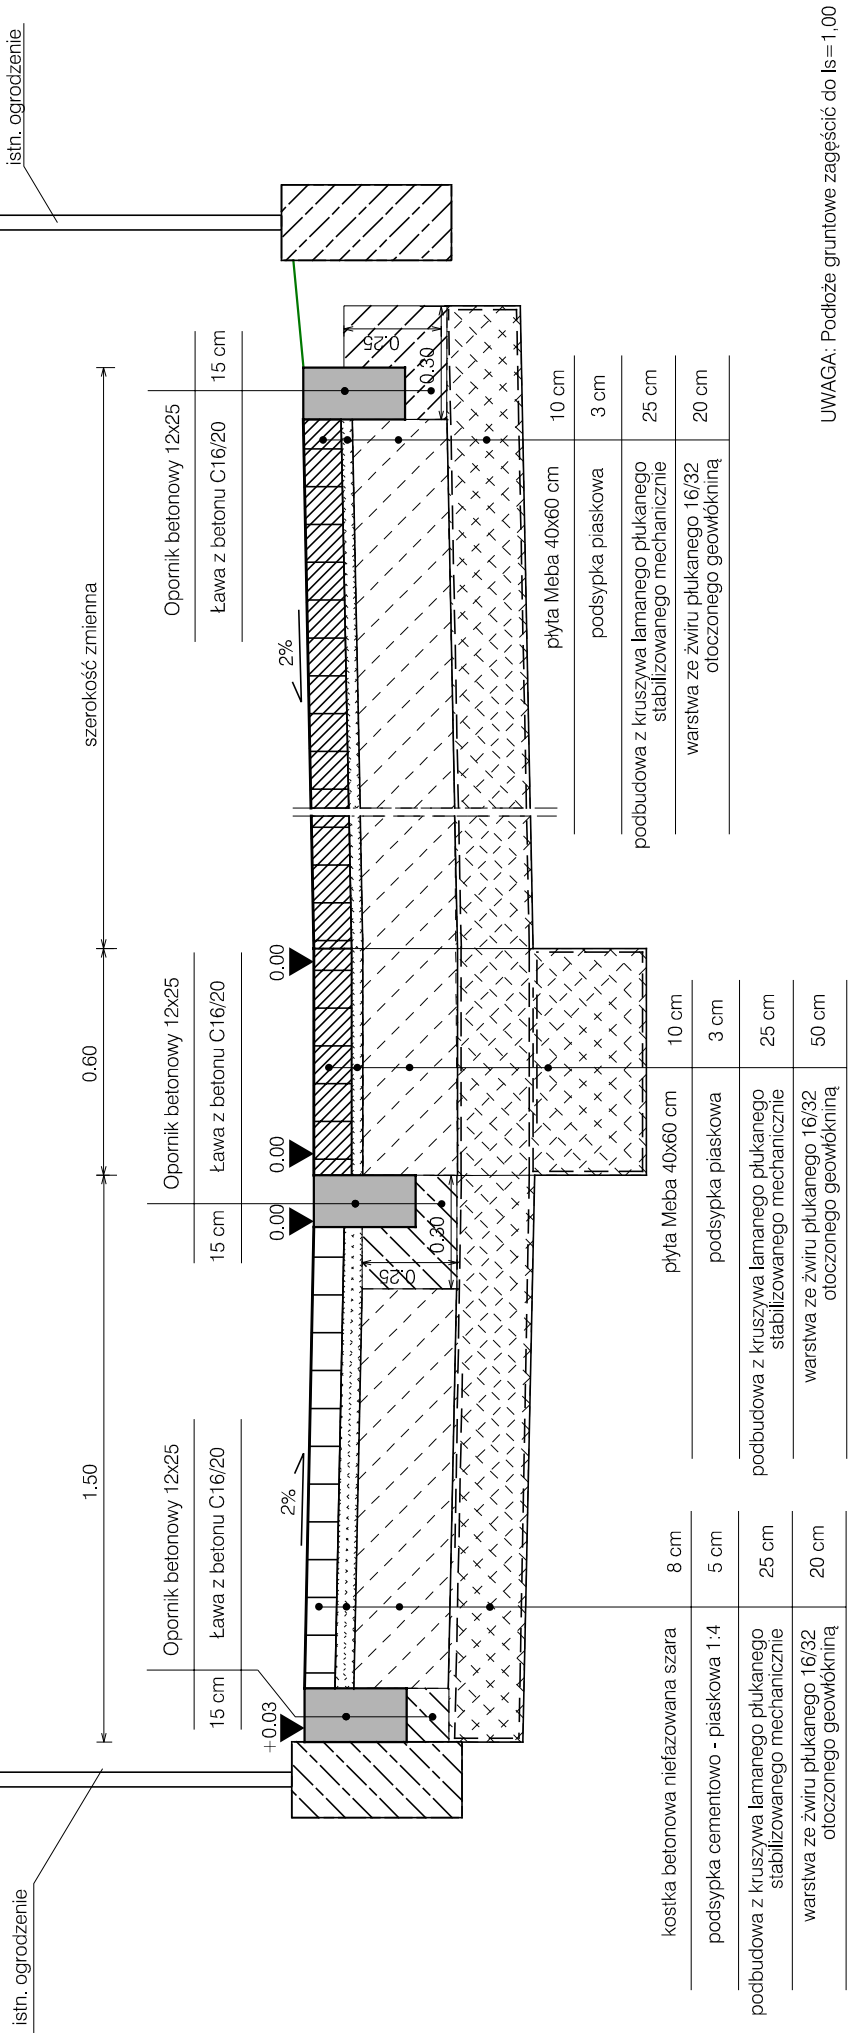 istn. ogrodzenie
istn. ogrodzenie
1.50
0.60
szerokość zmienna
Opornik betonowy 12x25
15 cm
Ława z betonu C16/20
Opornik betonowy 12x25
15 cm
Ława z betonu C16/20
Opornik betonowy 12x25
Ława z betonu C16/20
15 cm
+0.03
2%
0.00
0.00
0.00
2%
0.25
0.30
0.25
0.30
kostka betonowa niefazowana szara
8 cm
podsypka cementowo - piaskowa 1:4
5 cm
podbudowa z kruszywa lamanego płukanego
stabilizowanego mechanicznie
25 cm
warstwa ze żwiru płukanego 16/32
otoczonego geowłókniną
20 cm
płyta Meba 40x60 cm
10 cm
podsypka piaskowa
3 cm
podbudowa z kruszywa lamanego płukanego
stabilizowanego mechanicznie
25 cm
warstwa ze żwiru płukanego 16/32
otoczonego geowłókniną
50 cm
płyta Meba 40x60 cm
10 cm
podsypka piaskowa
3 cm
podbudowa z kruszywa lamanego płukanego
stabilizowanego mechanicznie
25 cm
warstwa ze żwiru płukanego 16/32
otoczonego geowłókniną
20 cm
UWAGA: Podłoże gruntowe zagęścić do Is=1,00